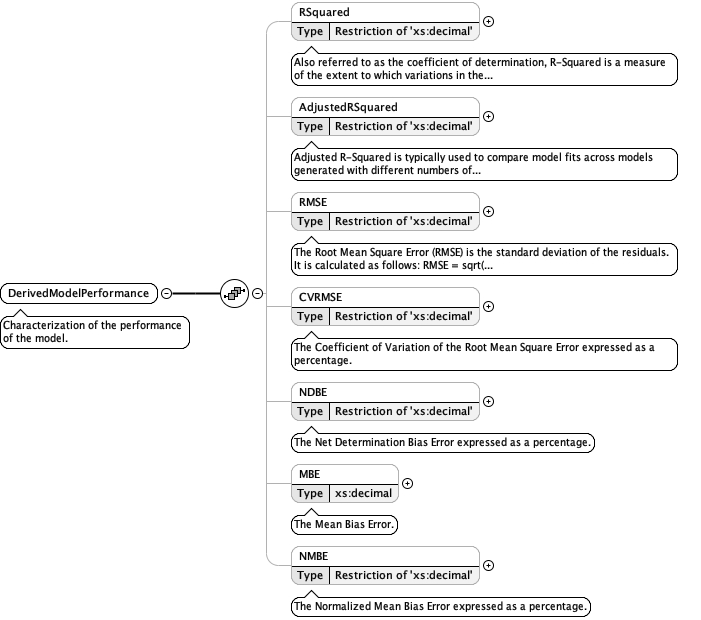 RSquared
Type Restriction of 'xs:decimal'
Also referred to as the coefficient of determination, R-Squared is a measure
of the extent to which variations in the...
AdjustedRSquared
Type Restriction of 'xs:decimal'
Adjusted R-Squared is typically used to compare model fits across models
generated with different numbers of...
RMSE
Type Restriction of 'xs:decimal'
The Root Mean Square Error (RMSE) is the standard deviation of the residuals.
It is calculated as follows: RMSE = sqrt(...
DerivedModelPerformance
Characterization of the performance
of the model.
CVRMSE
Type Restriction of 'xs:decimal'
The Coefficient of Variation of the Root Mean Square Error expressed as a
percentage.
NDBE
Type Restriction of 'xs:decimal'
The Net Determination Bias Error expressed as a percentage.
MBE
Type xs:decimal
The Mean Bias Error.
NMBE
Type Restriction of 'xs:decimal'
The Normalized Mean Bias Error expressed as a percentage.